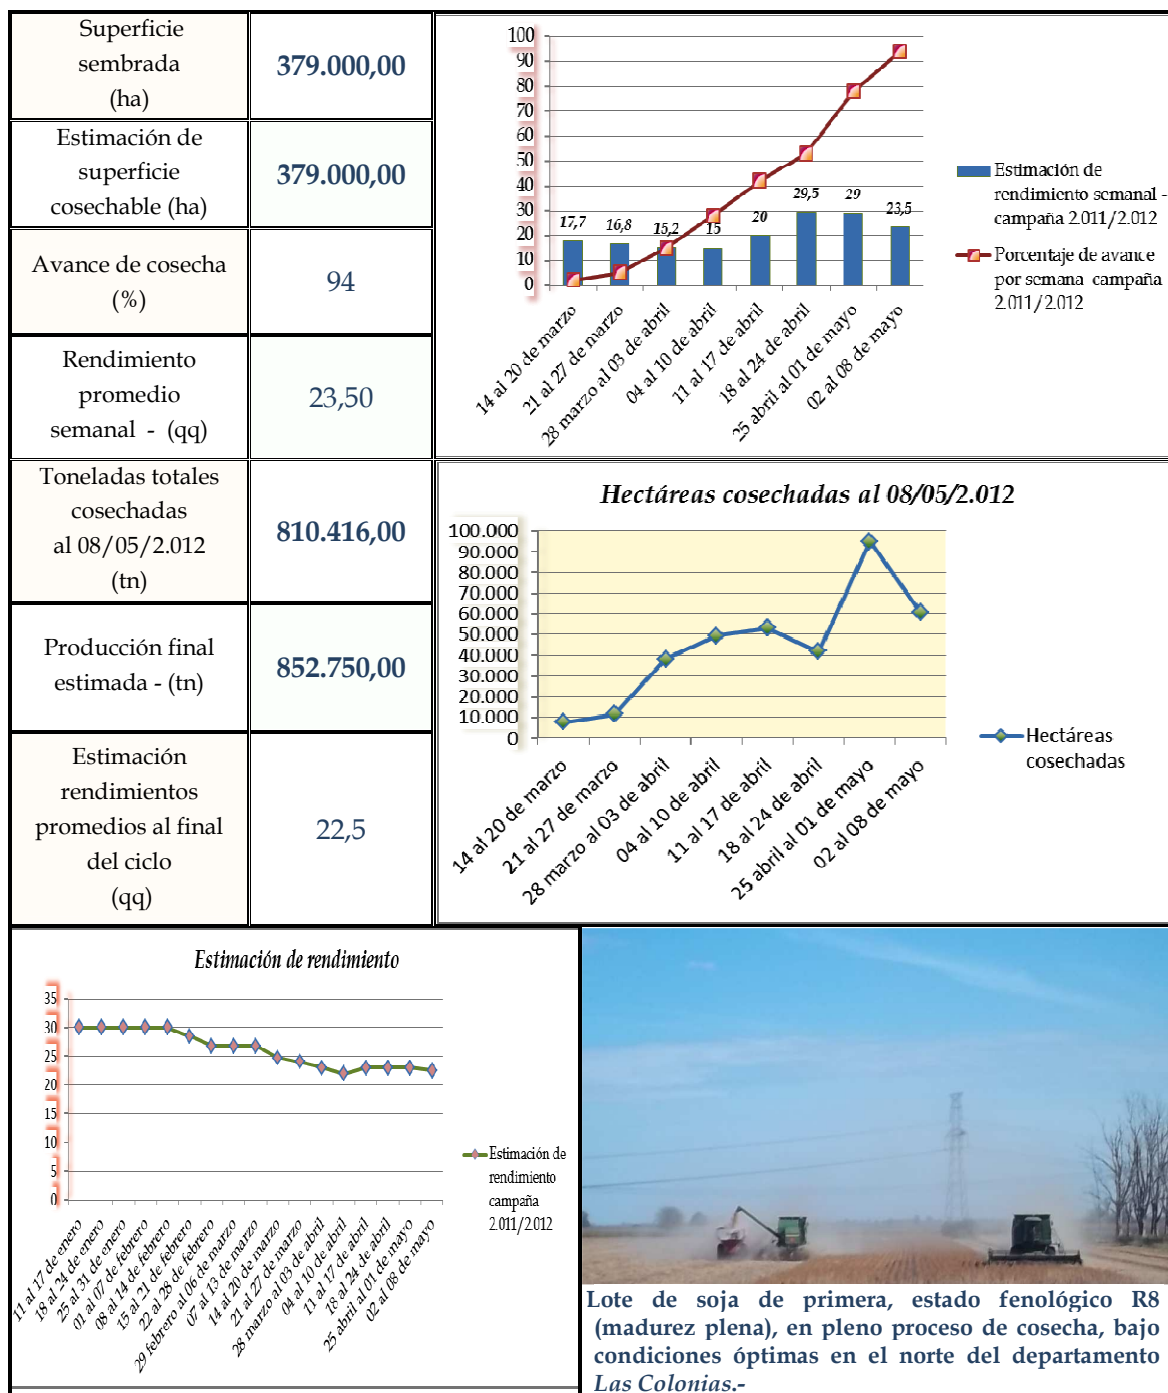 Superficie
sembrada
(ha)
379.000,00
Estimación de
superficie
cosechable (ha)
379.000,00
Avance de cosecha
(%)
94
Rendimiento
promedio
semanal - (qq)
23,50
Toneladas totales
cosechadas
al 08/05/2.012
(tn)
810.416,00
Producción final
estimada - (tn)
852.750,00
Estimación
rendimientos
promedios al final
del ciclo
(qq)
22,5
100
90
80
70
60
50
40
30
20
10
0
17,7
16,8
15,2
15
20
29,5
29
23,5
14 al 20 de marzo
21 al 27 de marzo
28 marzo al 03 de abril
04 al 10 de abril
11 al 17 de abril
18 al 24 de abril
25 abril al 01 de mayo
02 al 08 de mayo
Estimación de
rendimiento semanal -
campaña 2.011/2.012
Porcentaje de avance
por semana campaña
2.011/2.012
Hectáreas cosechadas al 08/05/2.012
100.000
90.000
80.000
70.000
60.000
50.000
40.000
30.000
20.000
10.000
0
14 al 20 de marzo
21 al 27 de marzo
28 marzo al 03 de abril
04 al 10 de abril
11 al 17 de abril
18 al 24 de abril
25 abril al 01 de mayo
02 al 08 de mayo
Hectáreas
cosechadas
Estimación de rendimiento
35
30
25
20
15
10
5
0
11 al 17 de enero
18 al 24 de enero
25 al 31 de enero
01 al 07 de febrero
08 al 14 de febrero
15 al 21 de febrero
22 al 28 de febrero
29 febrero al 06 de marzo
07 al 13 de marzo
14 al 20 de marzo
21 al 27 de marzo
28 marzo al 03 de abril
04 al 10 de abril
11 al 17 de abril
18 al 24 de abril
25 abril al 01 de mayo
02 al 08 de mayo
Estimación de
rendimiento
campaña
2.011/2.012
Lote de soja de primera, estado fenológico R8
(madurez plena), en pleno proceso de cosecha, bajo
condiciones óptimas en el norte del departamento
Las Colonias.-